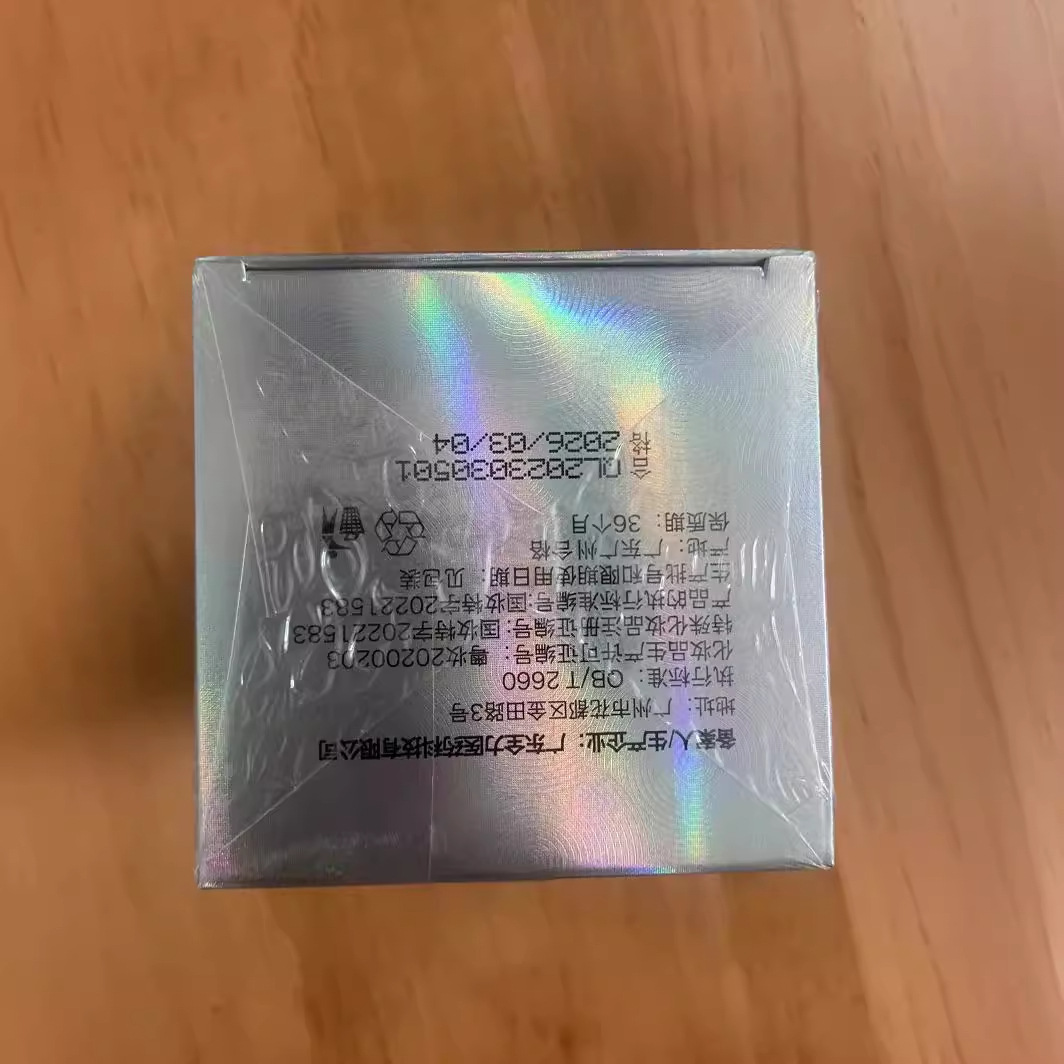 备案人/生产企业：广东全力医药科技有限公司
地址：广州市花都区金田路3号
执行标准：QB/T 2660
化妆品生产许可证编号：粤妆20200203
特殊化妆品注册证编号：国妆特字20221583
产品的执行标准编号：国妆特字20221583
生产批号和限期使用日期：见包装
产地：广东广州合格
保质期：36个月
合 QL2023030501
格 2026/03/04